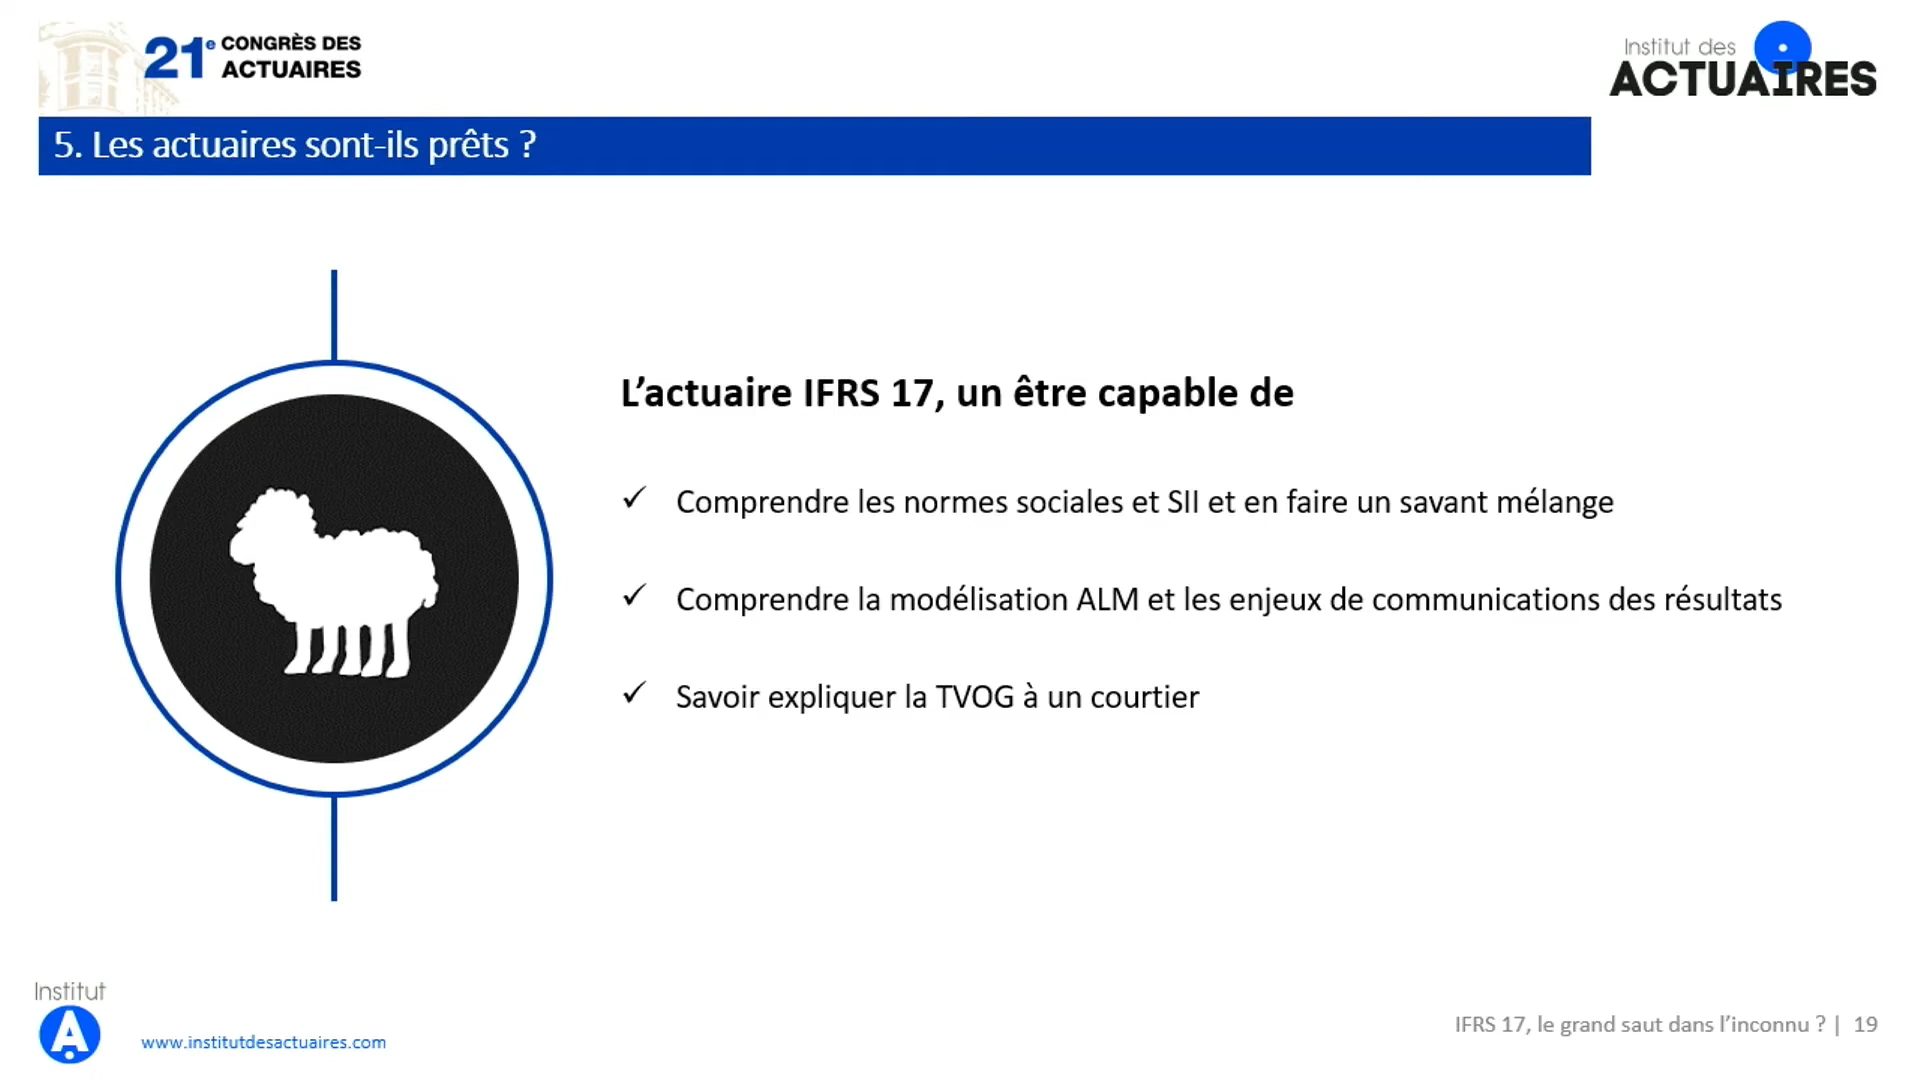 21e CONGRÈS DES
ACTUAIRES
Institut des
ACTUAIRES
5. Les actuaires sont-ils prêts ?
L’actuaire IFRS 17, un être capable de
✓ Comprendre les normes sociales et SII et en faire un savant mélange
✓ Comprendre la modélisation ALM et les enjeux de communications des résultats
✓ Savoir expliquer la TVOG à un courtier
Institut
A
www.institutdesactuaires.com
IFRS 17, le grand saut dans l’inconnu ? | 19